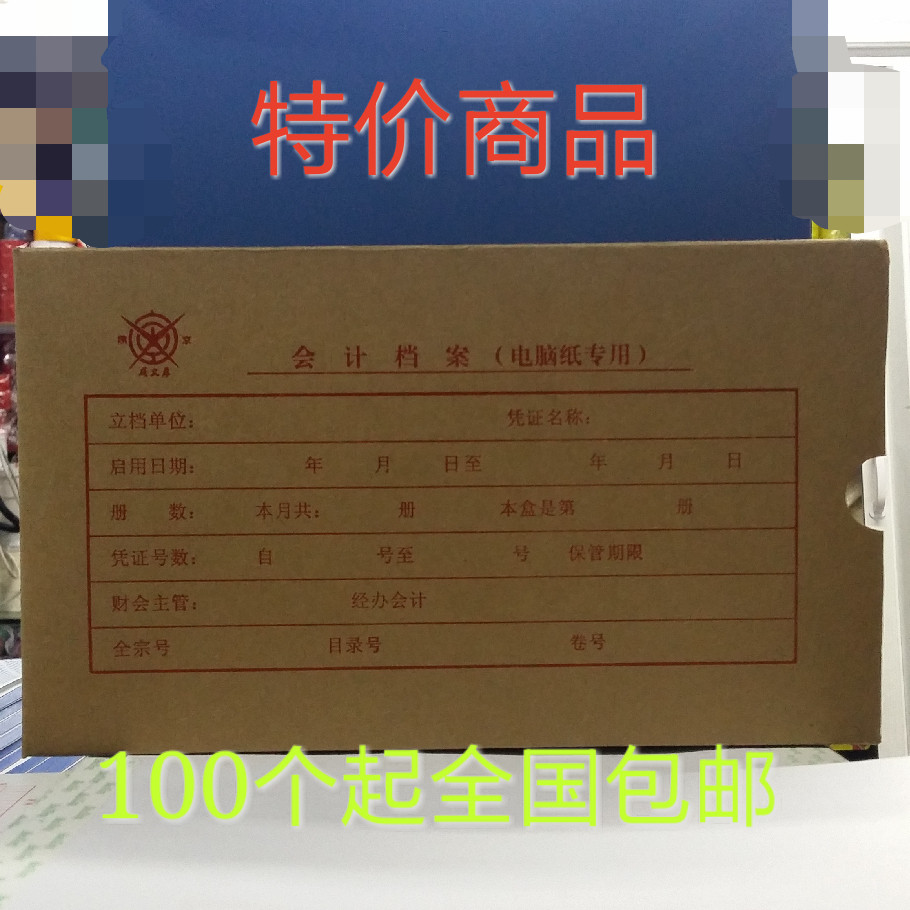 特价商品
京
会计档案（电脑纸专用）
立档单位： 凭证名称：
启用日期： 年 月 日至 年 月 日
册 数： 本月共： 册 本盒是第 册
凭证号数： 自 号至 号 保管期限
财会主管： 经办会计
全宗号 目录号 卷号
100个起全国包邮